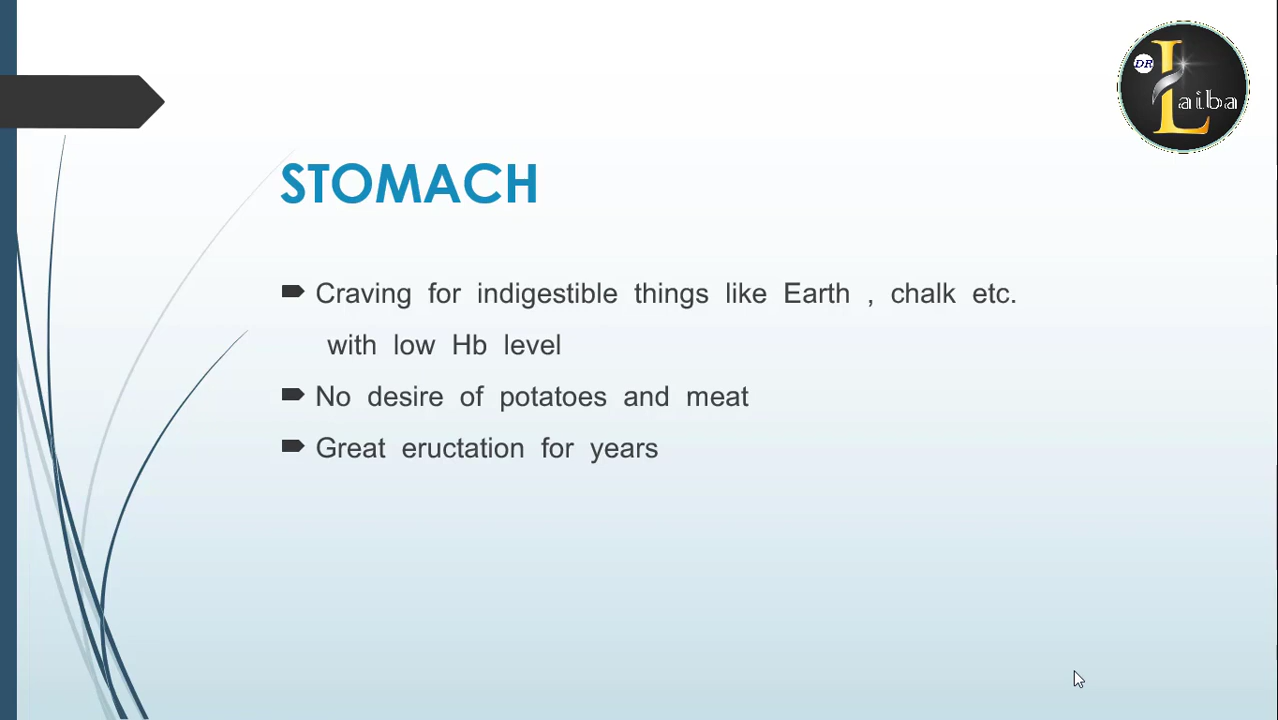 DR
Laiba
STOMACH
Craving for indigestible things like Earth , chalk etc.
with low Hb level
No desire of potatoes and meat
Great eructation for years